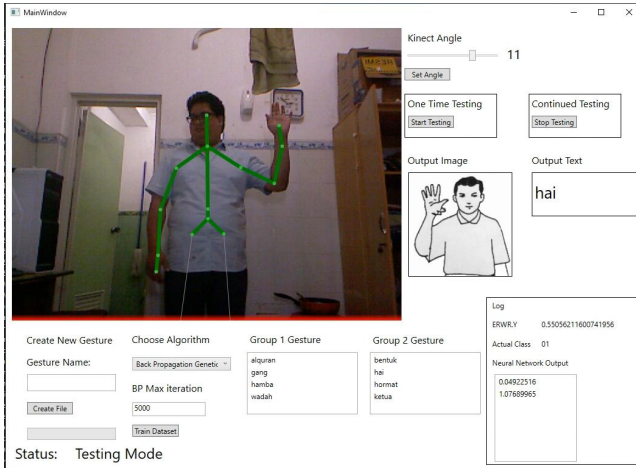 MainWindow
Kinect Angle
11
Set Angle
One Time Testing
Start Testing
Continued Testing
Stop Testing
Output Image
Output Text
hai
Create New Gesture
Gesture Name:
Create File
Choose Algorithm
Back Propagation Genetic
BP Max iteration
5000
Train Dataset
Group 1 Gesture
alquran
gang
hamba
wadah
Group 2 Gesture
bentuk
hai
hormat
ketua
Log
ERWR.Y 0.55056211600741956
Actual Class 01
Neural Network Output
0.04922516
1.07689965
Status: Testing Mode